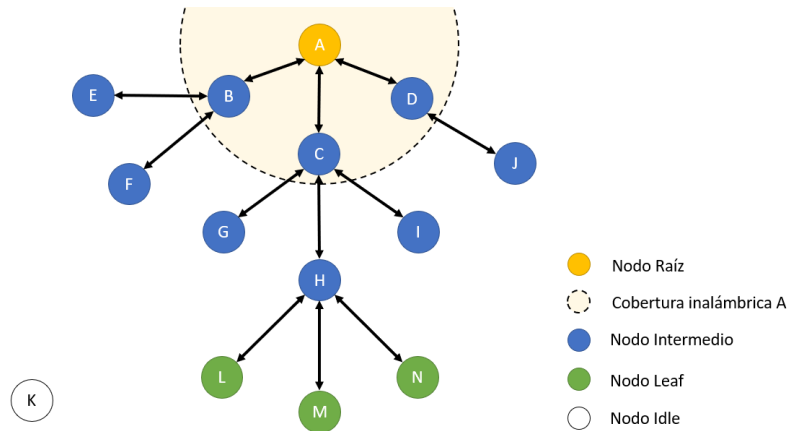 A
E
B
D
C
J
F
G
I
H
L
N
M
K
Nodo Raíz
Cobertura inalámbrica A
Nodo Intermedio
Nodo Leaf
Nodo Idle